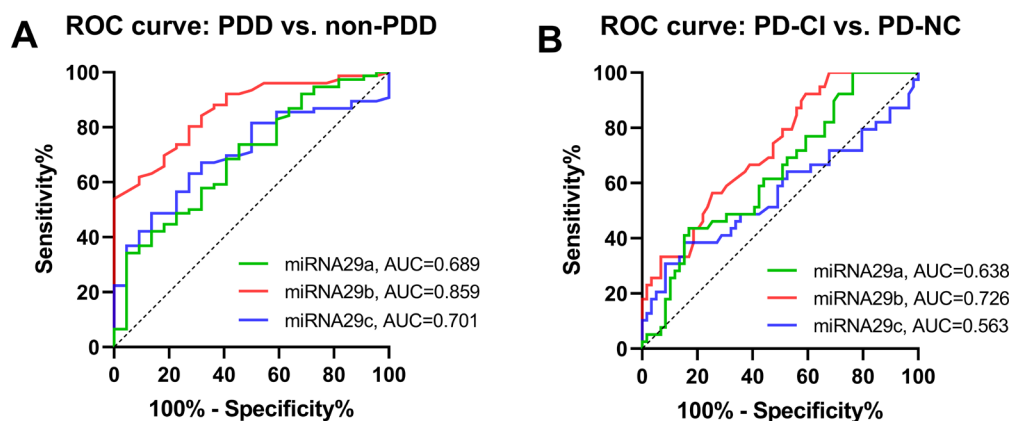 A
ROC curve: PDD vs. non-PDD
100
80
60
40
20
0
Sensitivity%
miRNA29a, AUC=0.689
miRNA29b, AUC=0.859
miRNA29c, AUC=0.701
0 20 40 60 80 100
100% - Specificity%
B
ROC curve: PD-CI vs. PD-NC
100
80
60
40
20
0
Sensitivity%
miRNA29a, AUC=0.638
miRNA29b, AUC=0.726
miRNA29c, AUC=0.563
0 20 40 60 80 100
100% - Specificity%